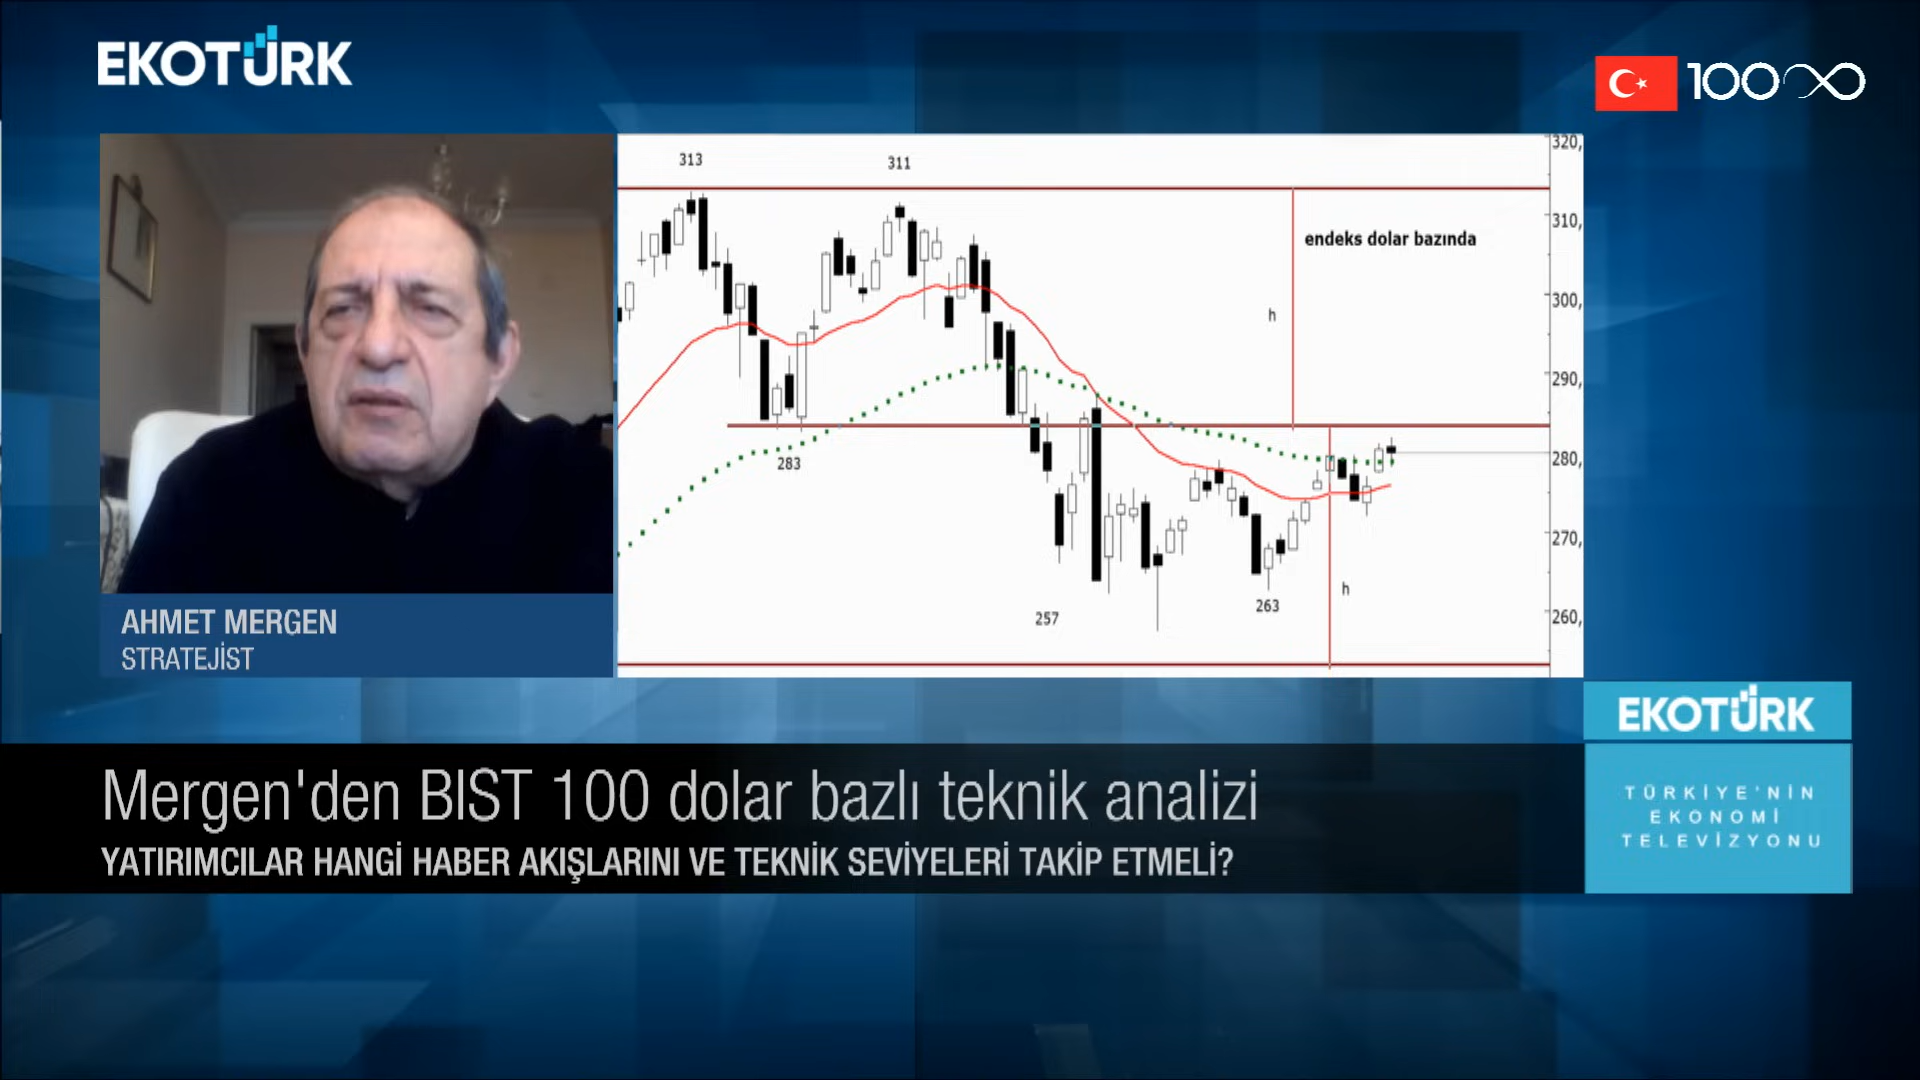 EKOTÜRK
100
313
311
320,
310,
endeks dolar bazında
300,
h
290,
283
280,
270,
h
263
257
260,
AHMET MERGEN
STRATEJİST
EKOTÜRK
Mergen'den BIST 100 dolar bazlı teknik analizi
YATIRIMCILAR HANGİ HABER AKIŞLARINI VE TEKNİK SEVİYELERİ TAKİP ETMELİ?
TÜRKİYE'NİN
EKONOMİ
TELEVİZYONU